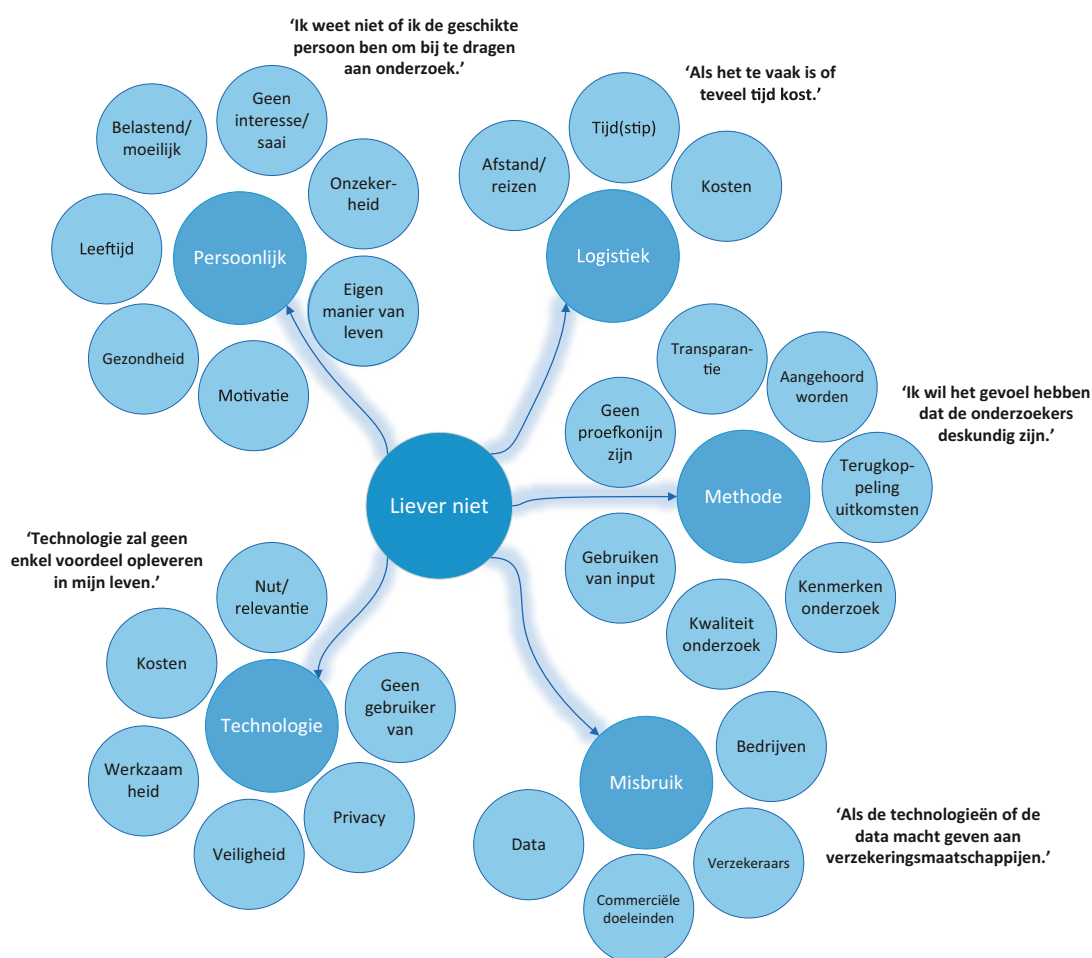 ‘Ik weet niet of ik de geschikte
persoon ben om bij te dragen
aan onderzoek.’
Geen
interesse/
saai
Belastend/
moeilijk
Onzeker-
heid
Leeftijd
Persoonlijk
Eigen
manier van
leven
Gezondheid
Motivatie
‘Als het te vaak is of
teveel tijd kost.’
Tijd(stip)
Afstand/
reizen
Kosten
Logistiek
Transparan-
tie
Aangehoord
worden
Geen
proefkonijn
zijn
‘Ik wil het gevoel hebben
dat de onderzoekers
deskundig zijn.’
Terugkop-
peling
uitkomsten
Methode
Liever niet
Gebruiken
van input
Kenmerken
onderzoek
Kwaliteit
onderzoek
‘Technologie zal geen
enkel voordeel opleveren
in mijn leven.’
Nut/
relevantie
Kosten
Geen
gebruiker
van
Technologie
Werkzaam
heid
Privacy
Veiligheid
Bedrijven
Misbruik
Data
Verzekeraars
Commerciële
doeleinden
‘Als de technologieën of de
data macht geven aan
verzekeringsmaatschappijen.’